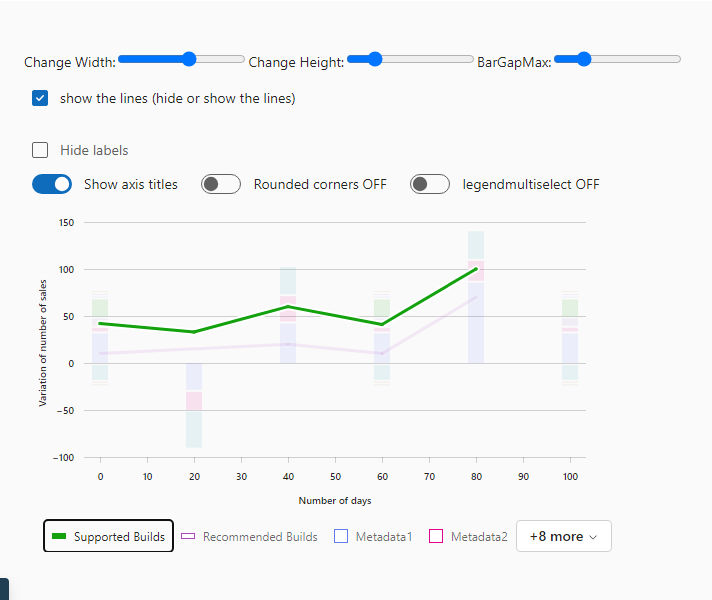 Change Width: Change Height: BarGapMax:
show the lines (hide or show the lines)
Hide labels
Show axis titles Rounded corners OFF legendmultiselect OFF
150
100
50
0
−50
−100
Variation of number of sales
0 10 20 30 40 50 60 70 80 90 100
Number of days
Supported Builds Recommended Builds Metadata1 Metadata2 +8 more